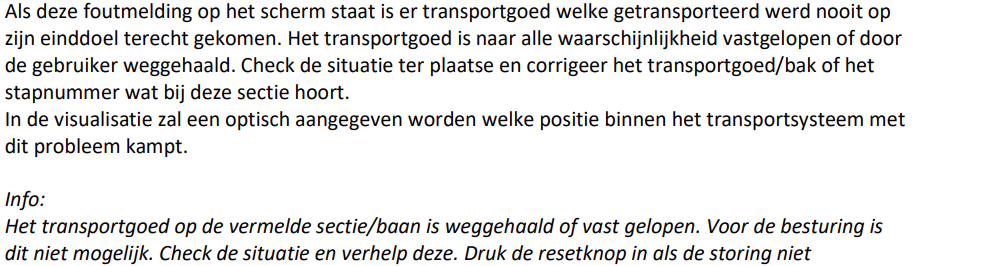 Als deze foutmelding op het scherm staat is er transportgoed welke getransporteerd werd nooit op
zijn einddoel terecht gekomen. Het transportgoed is naar alle waarschijnlijkheid vastgelopen of door
de gebruiker weggehaald. Check de situatie ter plaatse en corrigeer het transportgoed/bak of het
stapnummer wat bij deze sectie hoort.
In de visualisatie zal een optisch aangegeven worden welke positie binnen het transportsysteem met
dit probleem kampt.
Info:
Het transportgoed op de vermelde sectie/baan is weggehaald of vast gelopen. Voor de besturing is
dit niet mogelijk. Check de situatie en verhelp deze. Druk de resetknop in als de storing niet